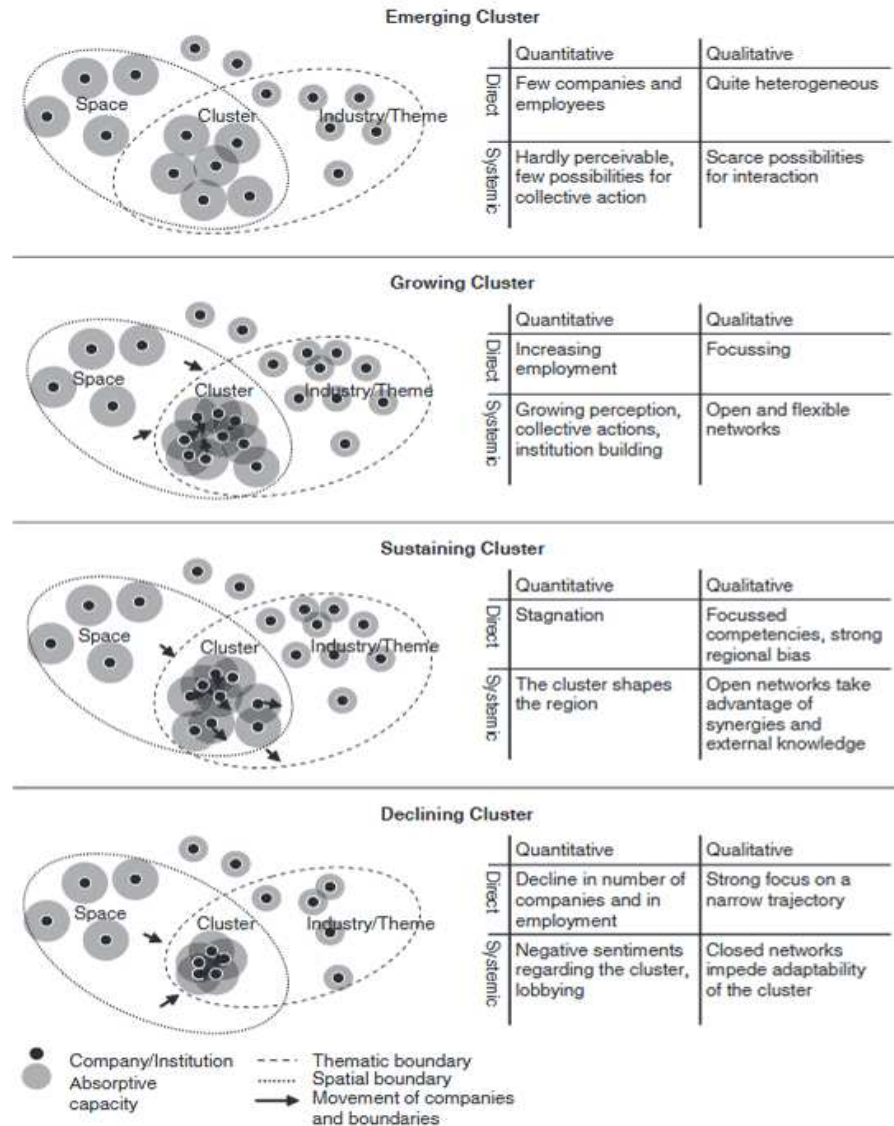 Emerging Cluster
Space
Cluster
Industry/Theme
Quantitative
Qualitative
Direct
Few companies and
employees
Quite heterogeneous
Systemic
Hardly perceivable,
few possibilities for
collective action
Scarce possibilities
for interaction
Growing Cluster
Space
Cluster
Industry/Theme
Quantitative
Qualitative
Direct
Increasing
employment
Focussing
Systemic
Growing perception,
collective actions,
institution building
Open and flexible
networks
Sustaining Cluster
Space
Cluster
Industry/Theme
Quantitative
Qualitative
Direct
Stagnation
Focussed
competencies, strong
regional bias
Systemic
The cluster shapes
the region
Open networks take
advantage of
synergies and
external knowledge
Declining Cluster
Space
Cluster
Industry/Theme
Quantitative
Qualitative
Direct
Decline in number of
companies and in
employment
Strong focus on a
narrow trajectory
Systemic
Negative sentiments
regarding the cluster,
lobbying
Closed networks
impede adaptability
of the cluster
Company/Institution
Absorptive
capacity
Thematic boundary
Spatial boundary
Movement of companies
and boundaries